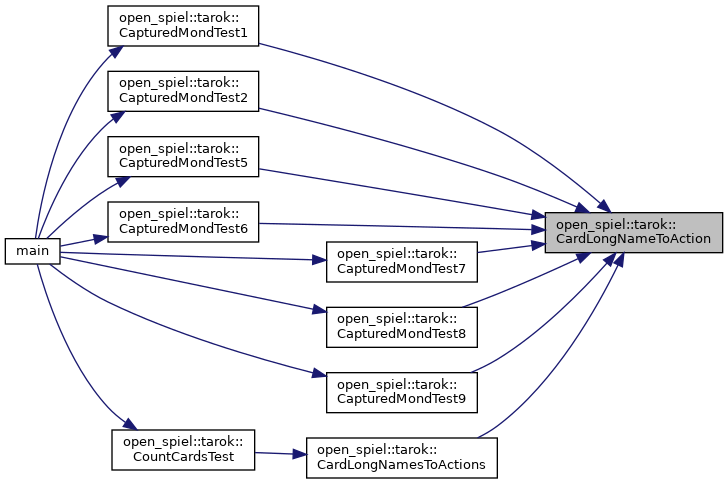 open_spiel::tarok::
CapturedMondTest1
open_spiel::tarok::
CapturedMondTest2
open_spiel::tarok::
CapturedMondTest5
open_spiel::tarok::
CapturedMondTest6
open_spiel::tarok::
CardLongNameToAction
main
open_spiel::tarok::
CapturedMondTest7
open_spiel::tarok::
CapturedMondTest8
open_spiel::tarok::
CapturedMondTest9
open_spiel::tarok::
CountCardsTest
open_spiel::tarok::
CardLongNamesToActions